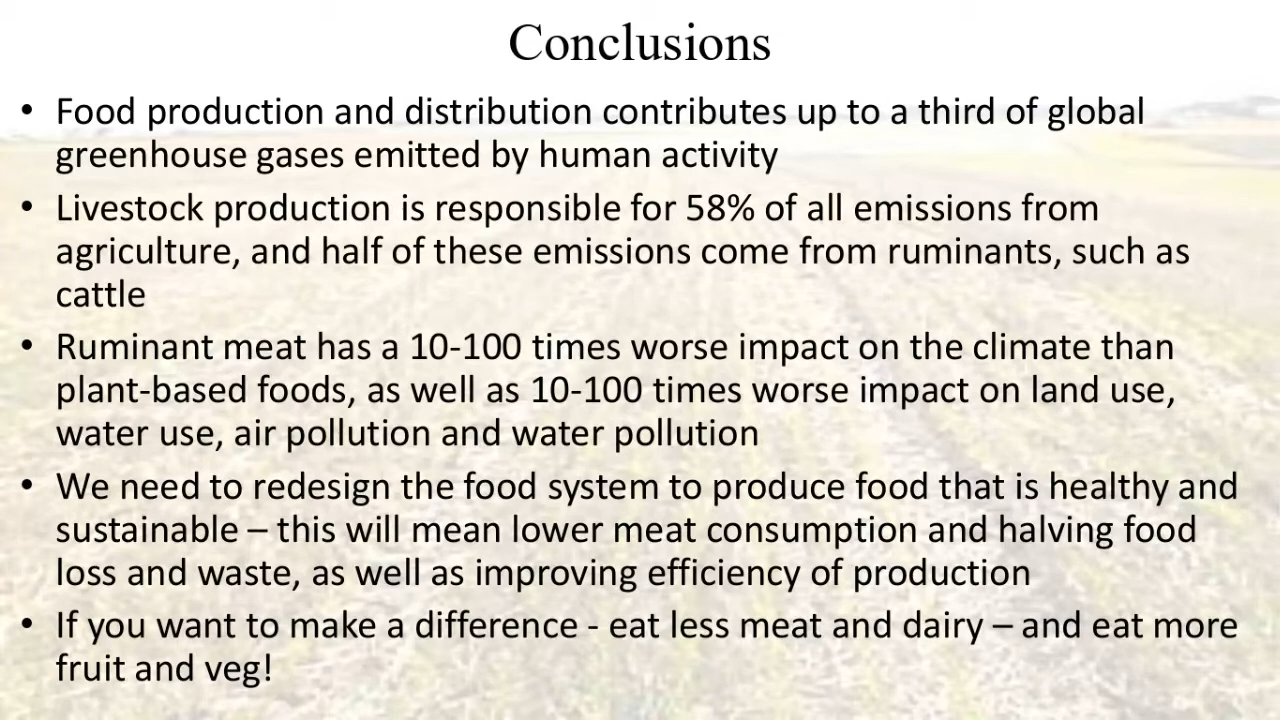 Conclusions
• Food production and distribution contributes up to a third of global
greenhouse gases emitted by human activity
• Livestock production is responsible for 58% of all emissions from
agriculture, and half of these emissions come from ruminants, such as
cattle
• Ruminant meat has a 10-100 times worse impact on the climate than
plant-based foods, as well as 10-100 times worse impact on land use,
water use, air pollution and water pollution
• We need to redesign the food system to produce food that is healthy and
sustainable – this will mean lower meat consumption and halving food
loss and waste, as well as improving efficiency of production
• If you want to make a difference - eat less meat and dairy – and eat more
fruit and veg!